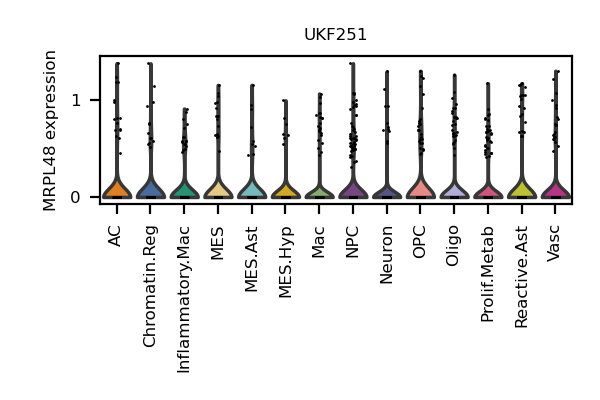 UKF251
MRPL48 expression
1
0
AC
Chromatin.Reg
Inflammatory.Mac
MES
MES.Ast
MES.Hyp
Mac
NPC
Neuron
OPC
Oligo
Prolif.Metab
Reactive.Ast
Vasc